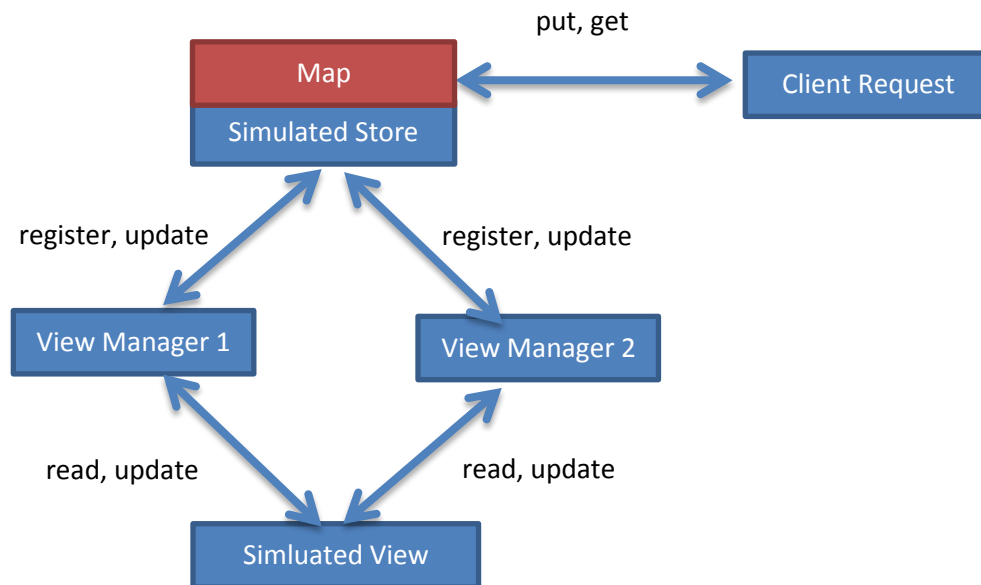 put, get
Map
Client Request
Simulated Store
register, update
register, update
View Manager 1
View Manager 2
read, update
read, update
Simluated View